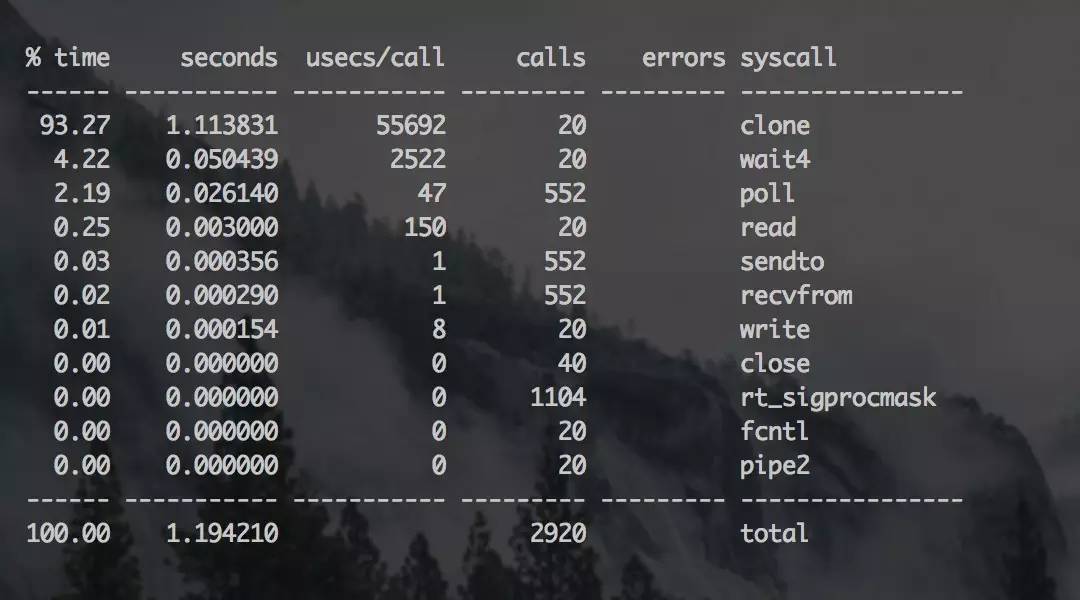 % time     seconds  usecs/call     calls    errors syscall
------ ----------- ----------- --------- --------- ----------------
 93.27    1.113831       55692        20           clone
  4.22    0.050439        2522        20           wait4
  2.19    0.026140          47       552           poll
  0.25    0.003000         150        20           read
  0.03    0.000356           1       552           sendto
  0.02    0.000290           1       552           recvfrom
  0.01    0.000154           8        20           write
  0.00    0.000000           0        40           close
  0.00    0.000000           0      1104           rt_sigprocmask
  0.00    0.000000           0        20           fcntl
  0.00    0.000000           0        20           pipe2
------ ----------- ----------- --------- --------- ----------------
100.00    1.194210                  2920           total